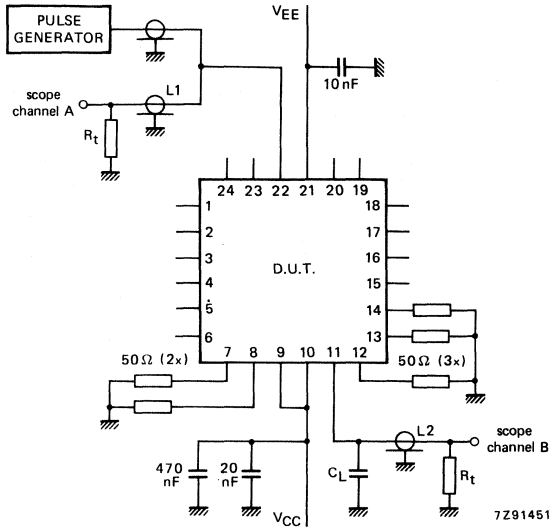 PULSE
GENERATOR
VEE
10 nF
scope
channel A
L1
Rt
24 23 22 21 20 19
1
2
3
4
5
6
18
17
16
15
14
13
D.U.T.
7 8 9 10 11 12
50Ω (2x)
50Ω (3x)
470
nF
20
nF
CL
L2
scope
channel B
Rt
VCC
7Z91451